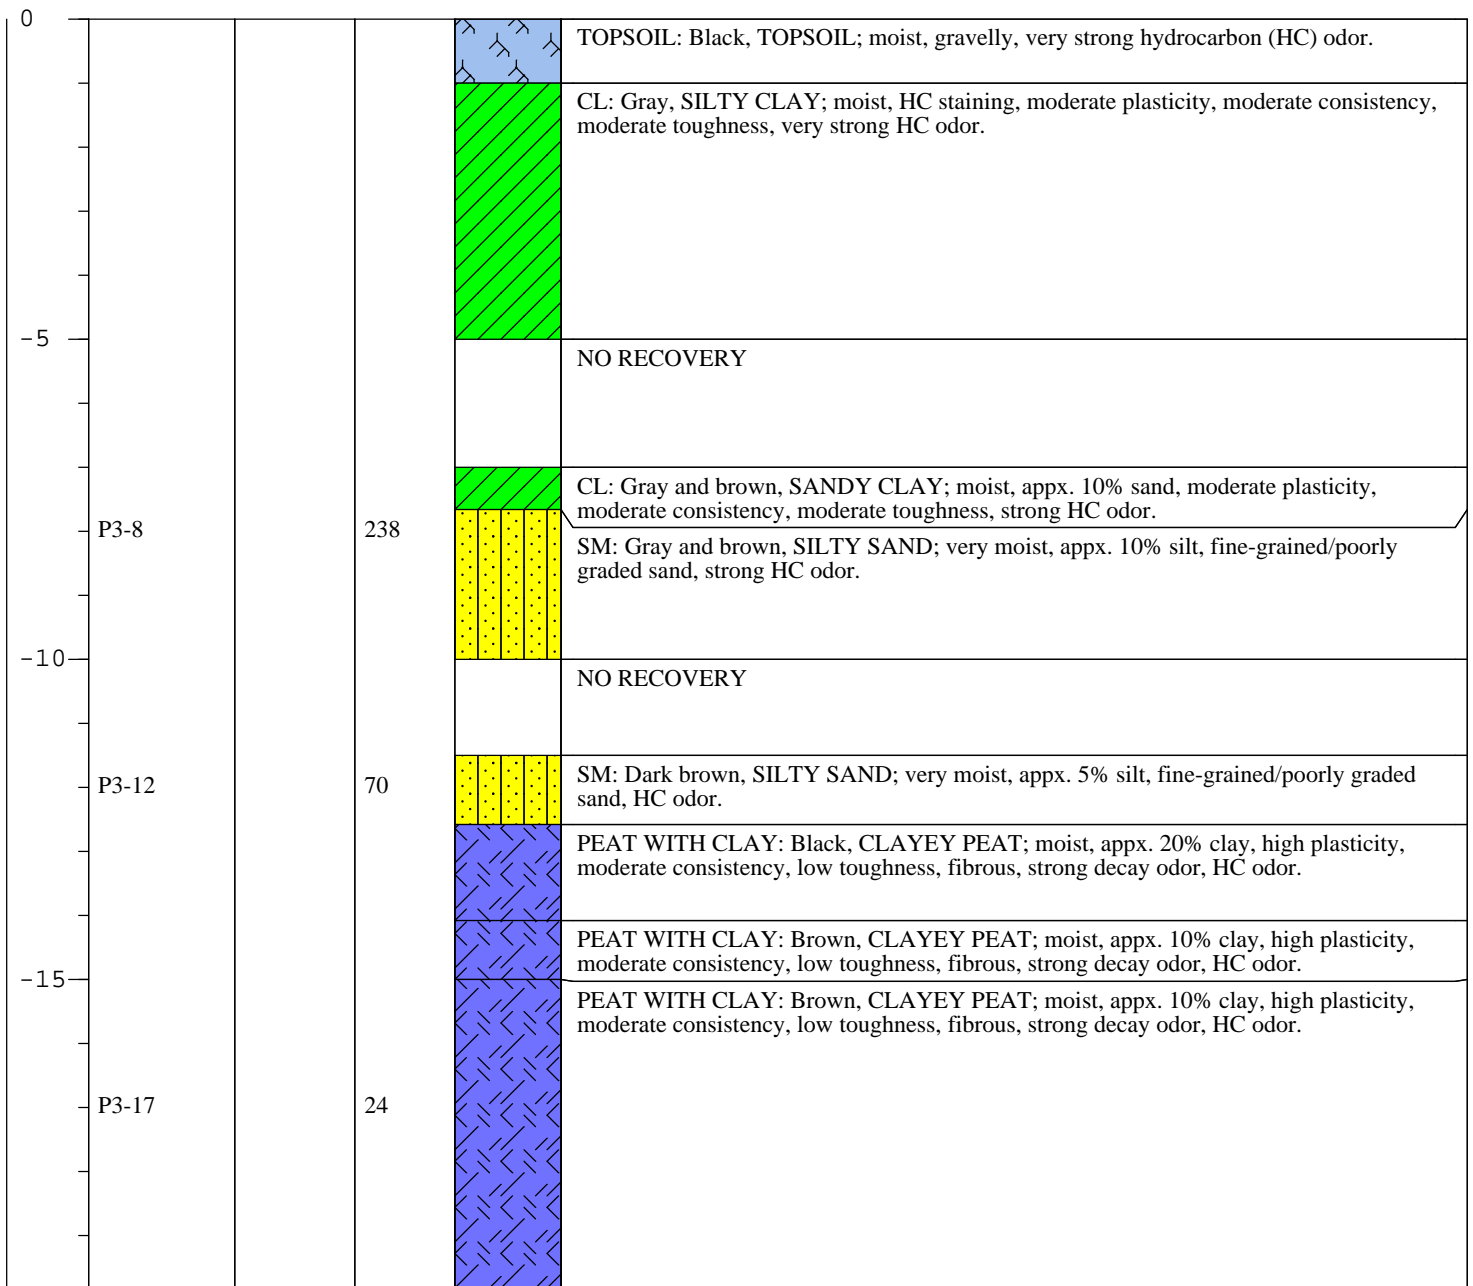 0
TOPSOIL: Black, TOPSOIL; moist, gravelly, very strong hydrocarbon (HC) odor.
CL: Gray, SILTY CLAY; moist, HC staining, moderate plasticity, moderate consistency,
moderate toughness, very strong HC odor.
-5
NO RECOVERY
CL: Gray and brown, SANDY CLAY; moist, appx. 10% sand, moderate plasticity,
moderate consistency, moderate toughness, strong HC odor.
P3-8
238
SM: Gray and brown, SILTY SAND; very moist, appx. 10% silt, fine-grained/poorly
graded sand, strong HC odor.
-10
NO RECOVERY
P3-12
70
SM: Dark brown, SILTY SAND; very moist, appx. 5% silt, fine-grained/poorly graded
sand, HC odor.
PEAT WITH CLAY: Black, CLAYEY PEAT; moist, appx. 20% clay, high plasticity,
moderate consistency, low toughness, fibrous, strong decay odor, HC odor.
PEAT WITH CLAY: Brown, CLAYEY PEAT; moist, appx. 10% clay, high plasticity,
moderate consistency, low toughness, fibrous, strong decay odor, HC odor.
-15
PEAT WITH CLAY: Brown, CLAYEY PEAT; moist, appx. 10% clay, high plasticity,
moderate consistency, low toughness, fibrous, strong decay odor, HC odor.
P3-17
24